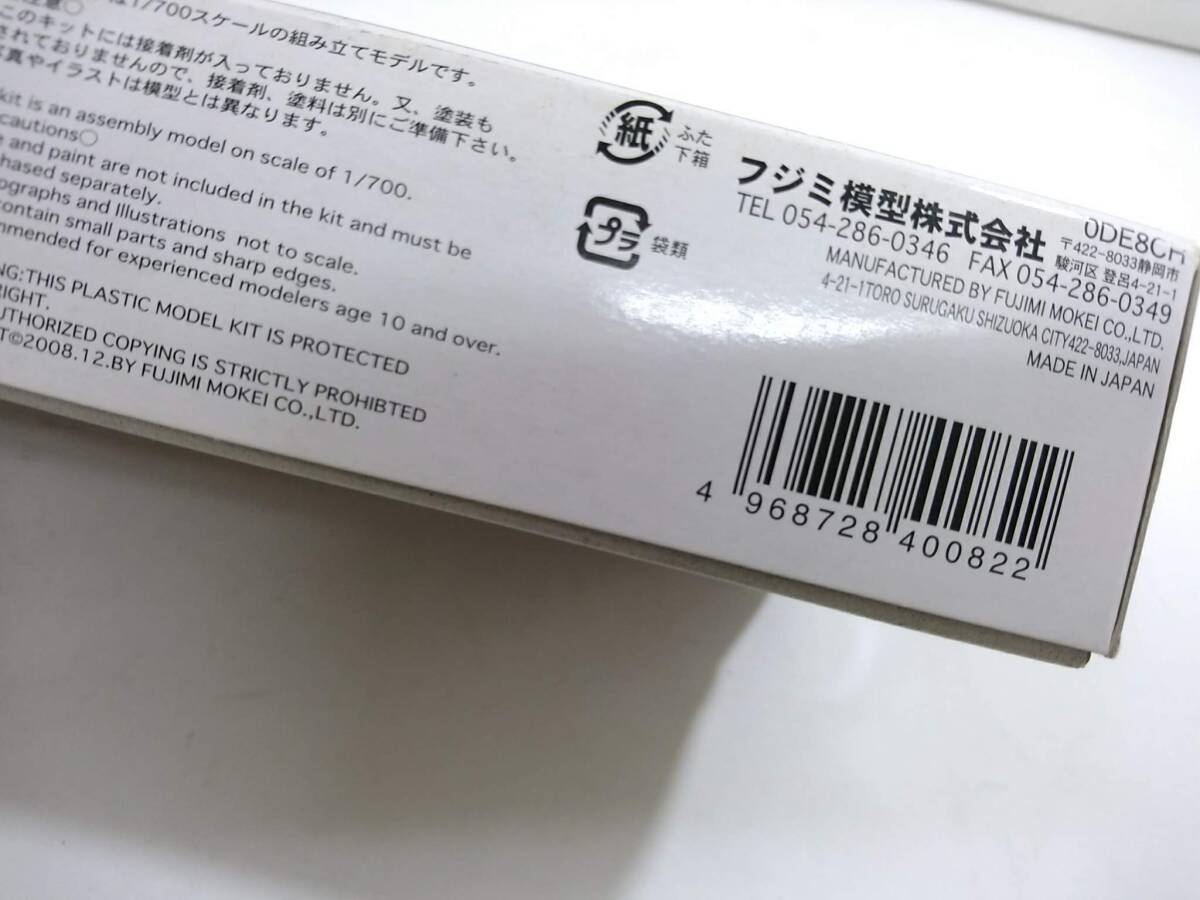 は1/700スケールの組み立てモデルです。
注意○
このキットには接着剤が入っておりません。又、塗装も
されておりませんので、接着剤、塗料は別にご準備下さい。
写真やイラストは模型とは異なります。
kit is an assembly model on scale of 1/700.
cautions○
e and paint are not included in the kit and must be
hased separately.
ographs and Illustrations not to scale.
contain small parts and sharp edges.
mmended for experienced modelers age 10 and over.
NG:THIS PLASTIC MODEL KIT IS PROTECTED
RIGHT.
UTHORIZED COPYING IS STRICTLY PROHIBTED
T©2008.12.BY FUJIMI MOKEI CO.,LTD.
紙
ふた
下箱
プラ
袋類
フジミ模型株式会社
0DE8CH
〒422-8033静岡市
駿河区 登呂4-21-1
TEL 054-286-0346 FAX 054-286-0349
MANUFACTURED BY FUJIMI MOKEI CO.,LTD.
4-21-1TORO SURUGAKU SHIZUOKA CITY422-8033,JAPAN
MADE IN JAPAN
4 968728 400822